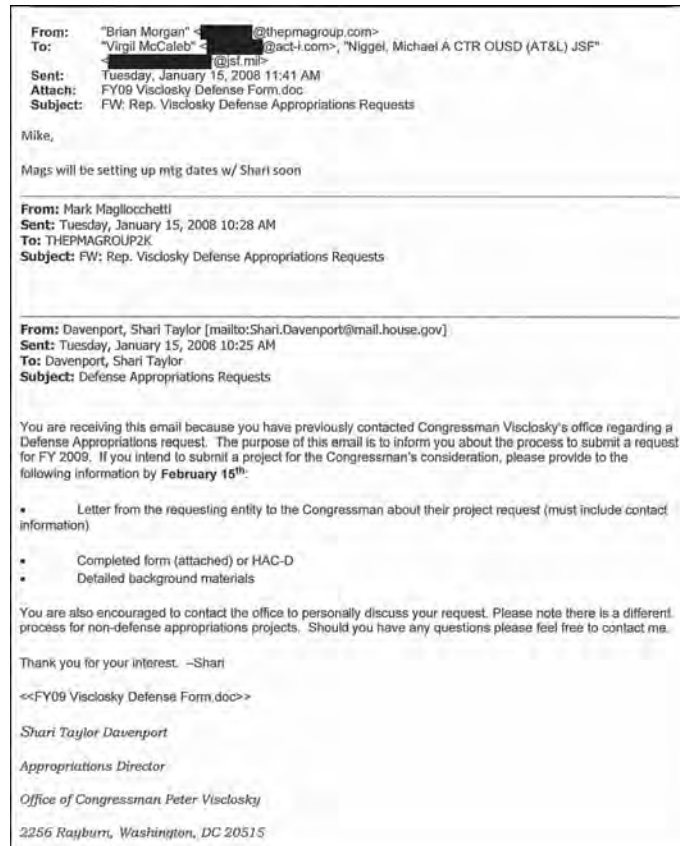 From: "Brian Morgan" < @thepmagroup.com>
To: "Virgil McCaleb" < @act-i.com>, "Niggel, Michael A CTR OUSD (AT&L) JSF"
< @jsf.mil>
Sent: Tuesday, January 15, 2008 11:41 AM
Attach: FY09 Visclosky Defense Form.doc
Subject: FW: Rep. Visclosky Defense Appropriations Requests
Mike,
Mags will be setting up mtg dates w/ Shari soon
From: Mark Magliocchetti
Sent: Tuesday, January 15, 2008 10:28 AM
To: THEPMAGROUP2K
Subject: FW: Rep. Visclosky Defense Appropriations Requests
From: Davenport, Shari Taylor [mailto:Shari.Davenport@mail.house.gov]
Sent: Tuesday, January 15, 2008 10:25 AM
To: Davenport, Shari Taylor
Subject: Defense Appropriations Requests
You are receiving this email because you have previously contacted Congressman Visclosky's office regarding a
Defense Appropriations request. The purpose of this email is to inform you about the process to submit a request
for FY 2009. If you intend to submit a project for the Congressman's consideration, please provide to the
following information by February 15th:
• Letter from the requesting entity to the Congressman about their project request (must include contact
information)
• Completed form (attached) or HAC-D
• Detailed background materials
You are also encouraged to contact the office to personally discuss your request. Please note there is a different
process for non-defense appropriations projects. Should you have any questions please feel free to contact me.
Thank you for your interest. –Shari
<<FY09 Visclosky Defense Form.doc>>
Shari Taylor Davenport
Appropriations Director
Office of Congressman Peter Visclosky
2256 Rayburn, Washington, DC 20515